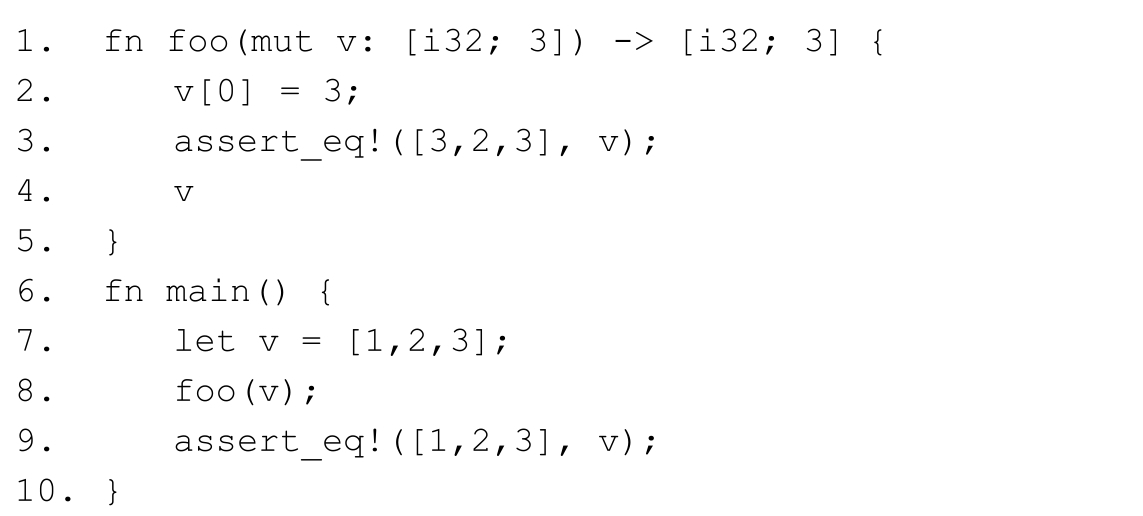 1. fn foo(mut v: [i32; 3]) -> [i32; 3] {
2.     v[0] = 3;
3.     assert_eq!([3,2,3], v);
4.     v
5. }
6. fn main() {
7.     let v = [1,2,3];
8.     foo(v);
9.     assert_eq!([1,2,3], v);
10. }